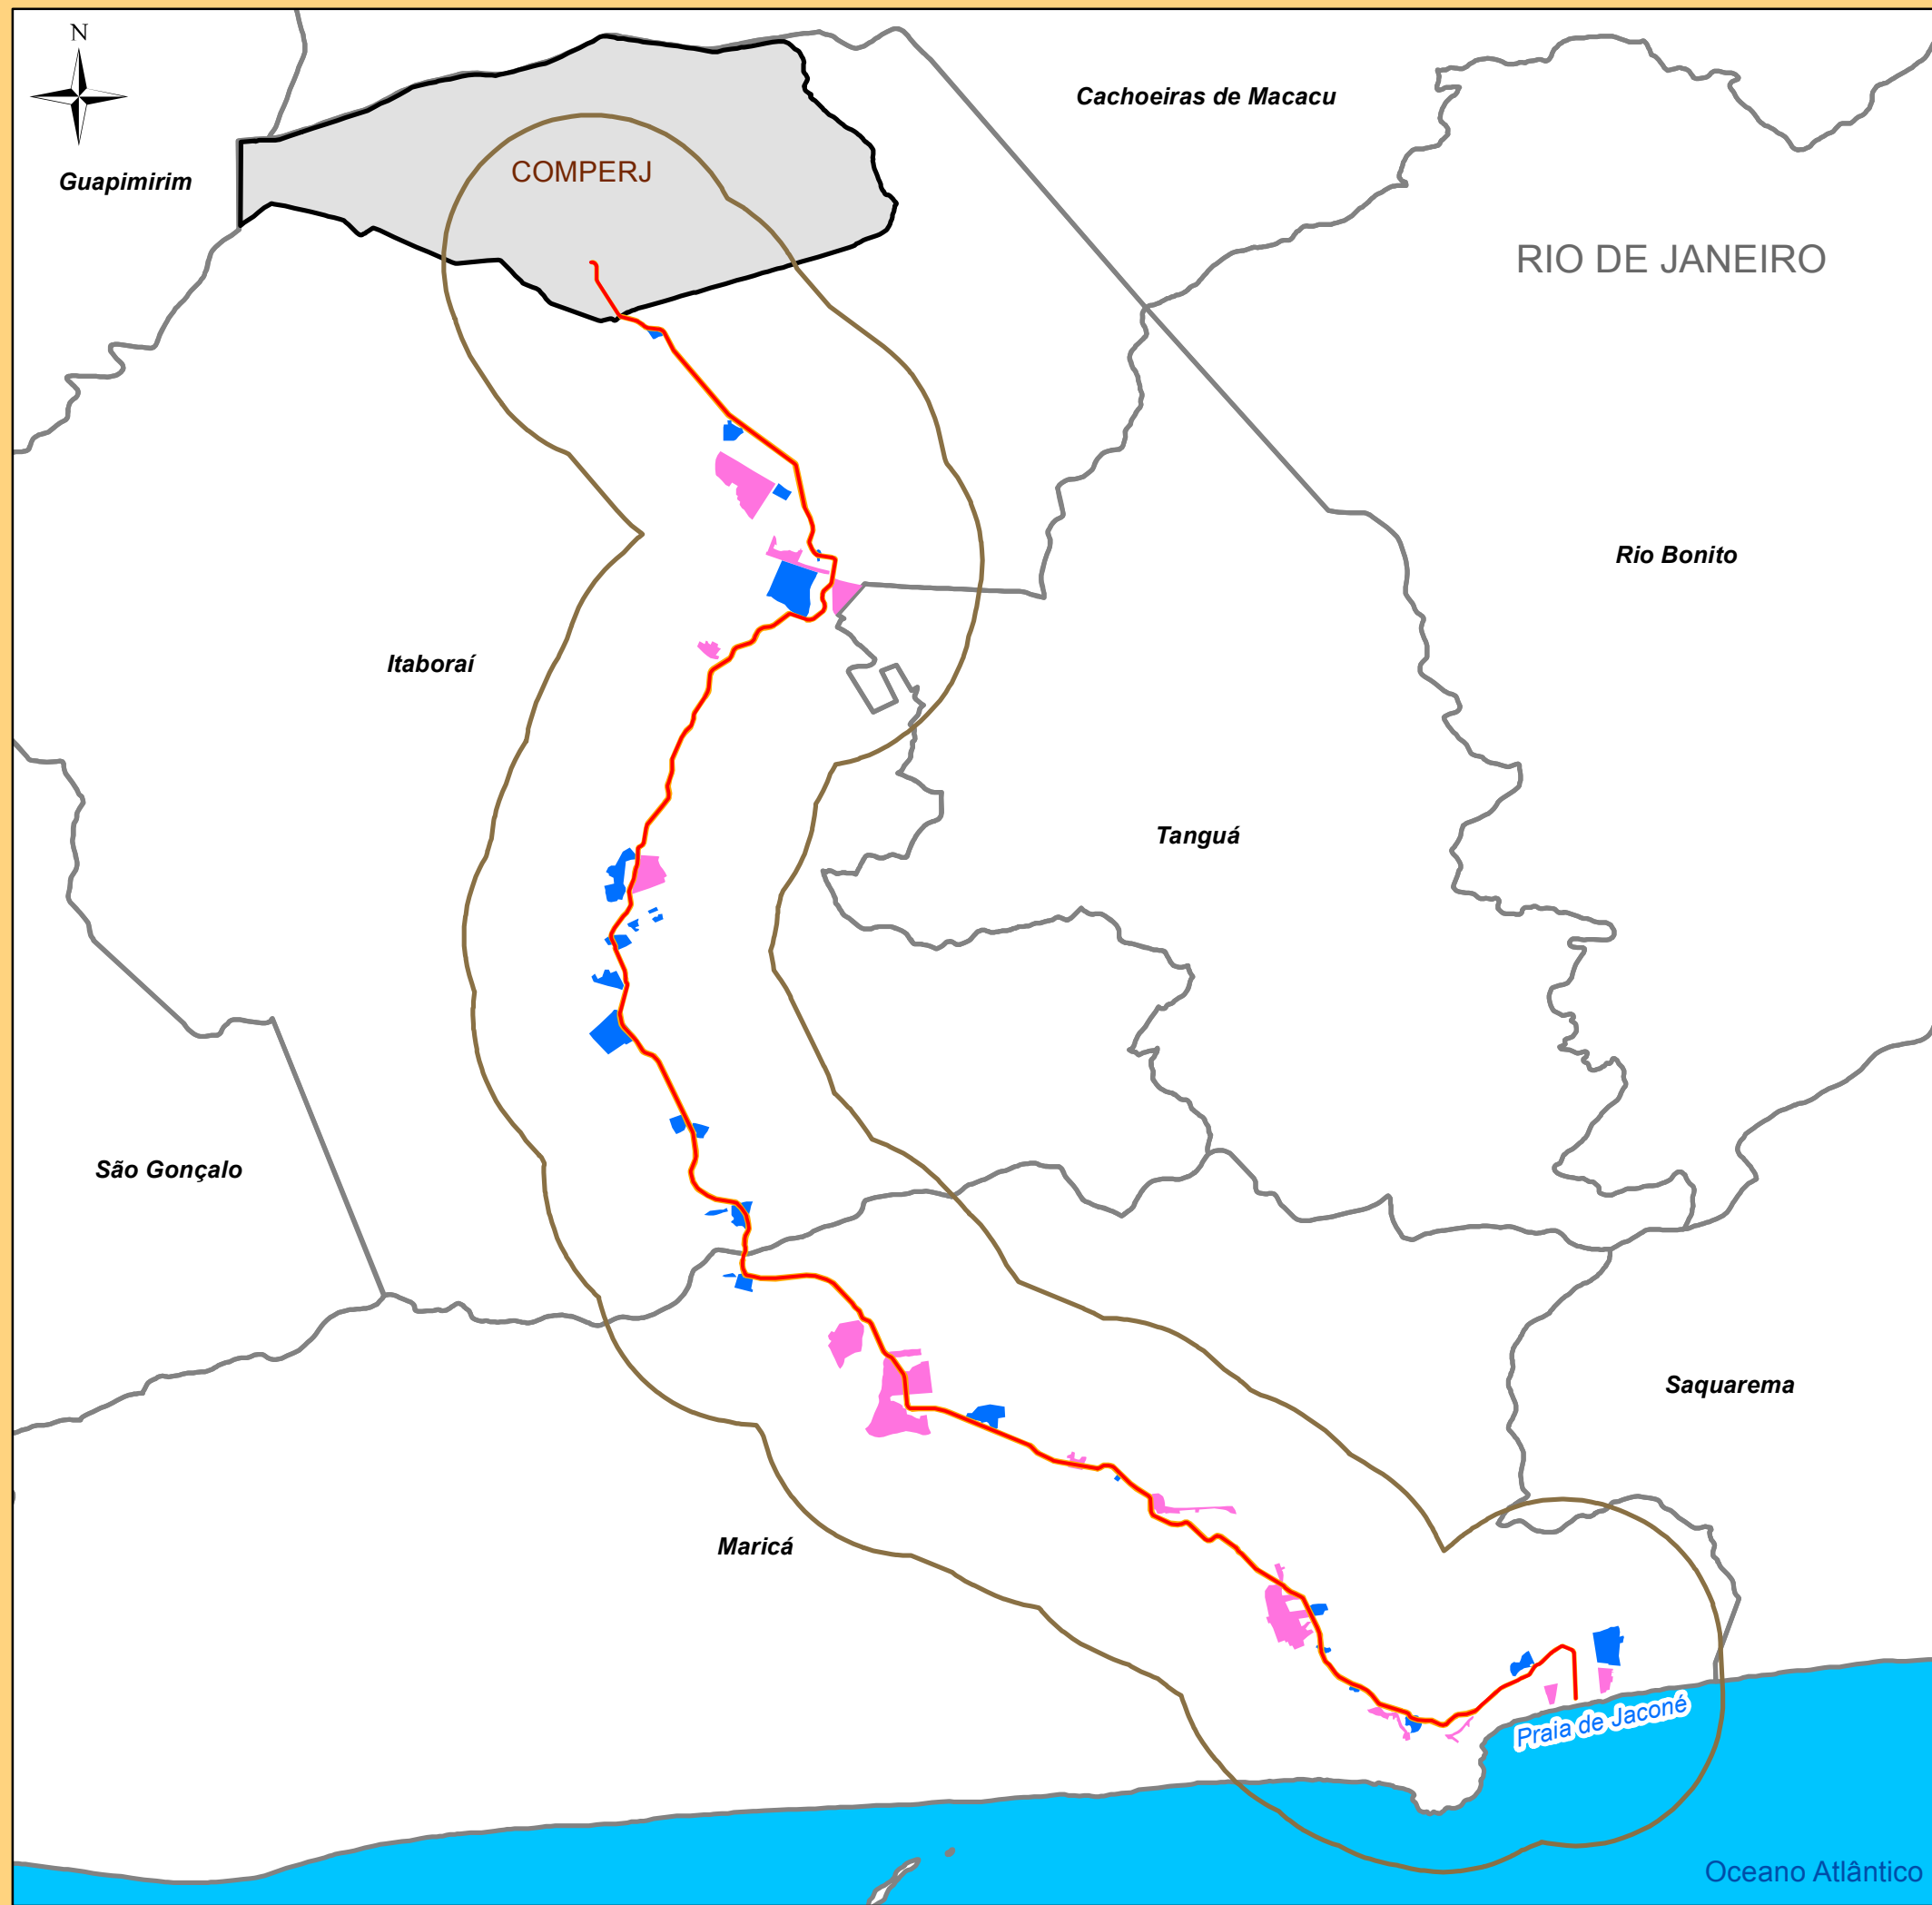 N
Cachoeiras de Macacu
COMPERJ
Guapimirim
RIO DE JANEIRO
Rio Bonito
Itaboraí
Tanguá
São Gonçalo
Saquarema
Maricá
Praia de Jaconé
Oceano Atlântico